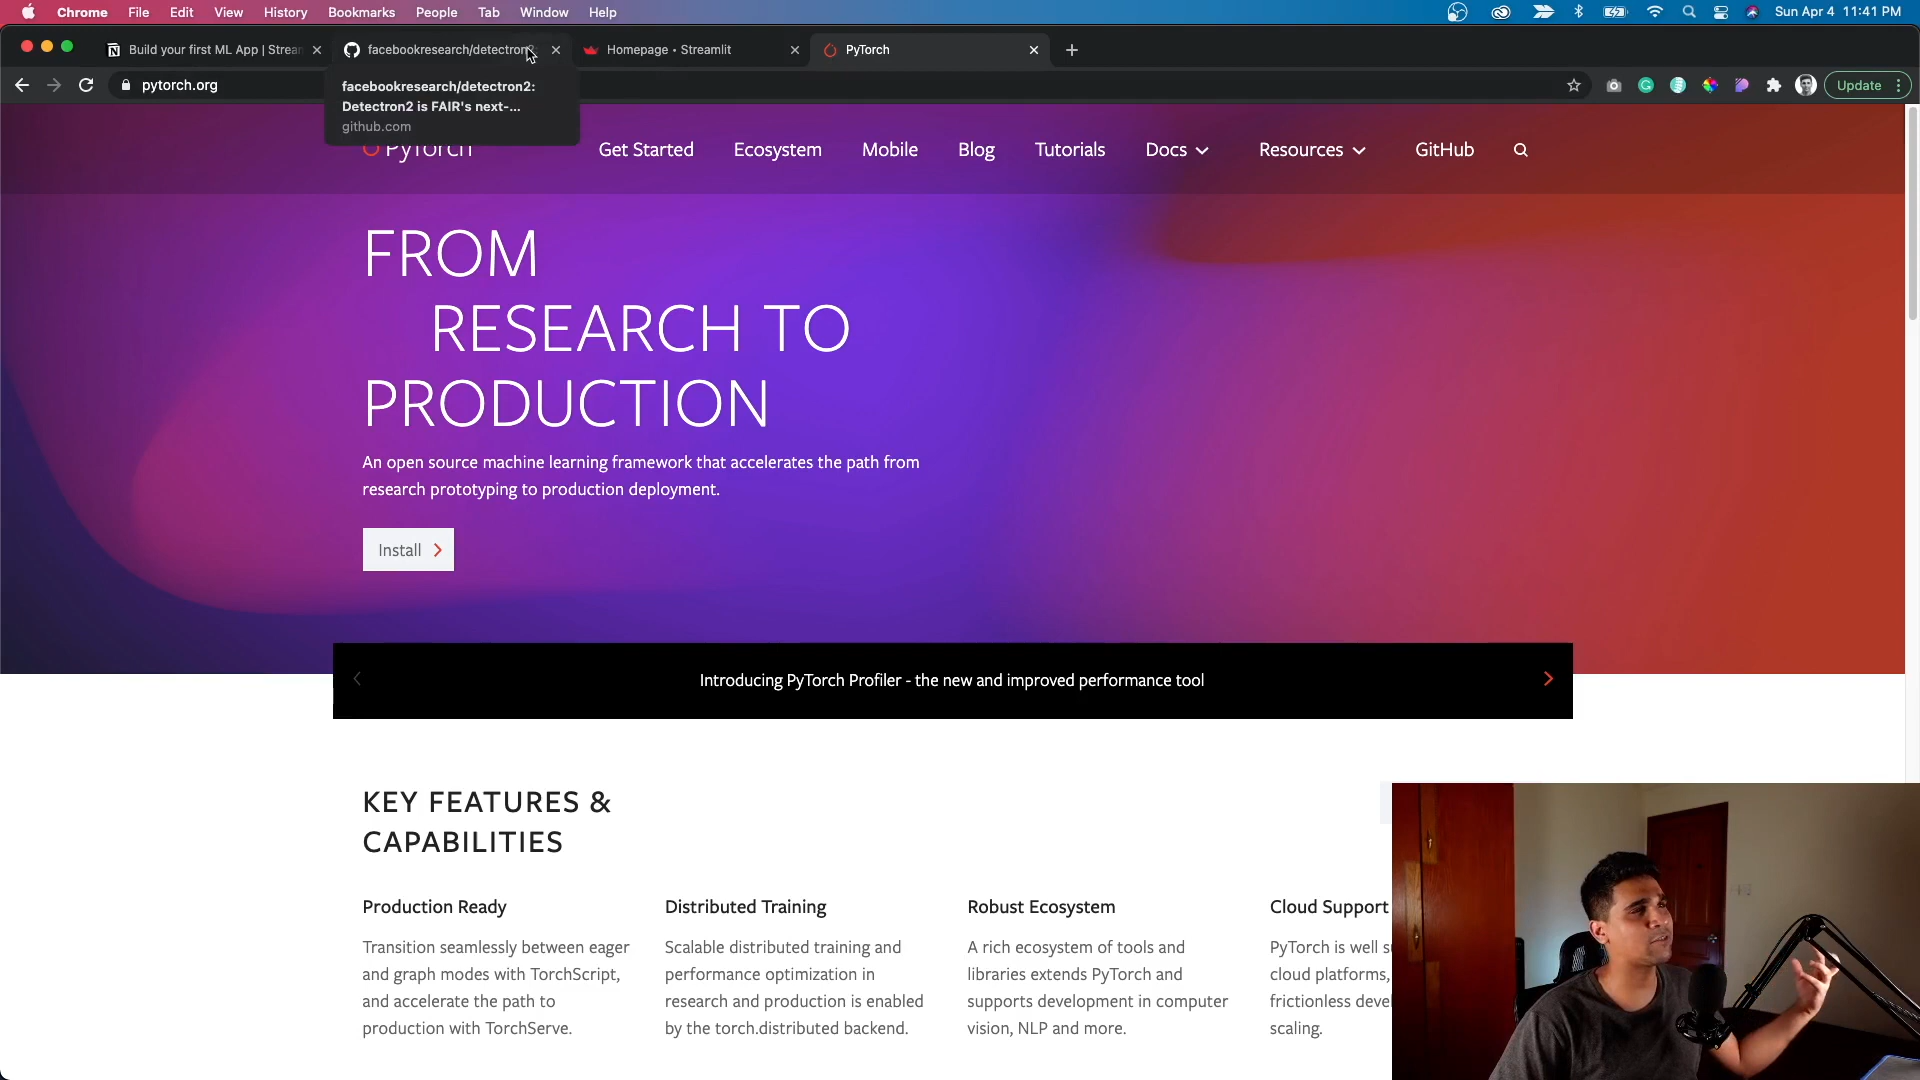 Chrome File Edit View History Bookmarks People Tab Window Help Sun Apr 4 11:41 PM
Build your first ML App | Strea facebookresearch/detectron2: Homepage • Streamlit PyTorch
pytorch.org Update
facebookresearch/detectron2:
Detectron2 is FAIR's next-...
github.com
PyTorch Get Started Ecosystem Mobile Blog Tutorials Docs Resources GitHub
FROM
RESEARCH TO
PRODUCTION
An open source machine learning framework that accelerates the path from
research prototyping to production deployment.
Install
Introducing PyTorch Profiler - the new and improved performance tool
KEY FEATURES &
CAPABILITIES
Production Ready
Transition seamlessly between eager
and graph modes with TorchScript,
and accelerate the path to
production with TorchServe.
Distributed Training
Scalable distributed training and
performance optimization in
research and production is enabled
by the torch.distributed backend.
Robust Ecosystem
A rich ecosystem of tools and
libraries extends PyTorch and
supports development in computer
vision, NLP and more.
Cloud Support
PyTorch is well s
cloud platforms,
frictionless deve
scaling.